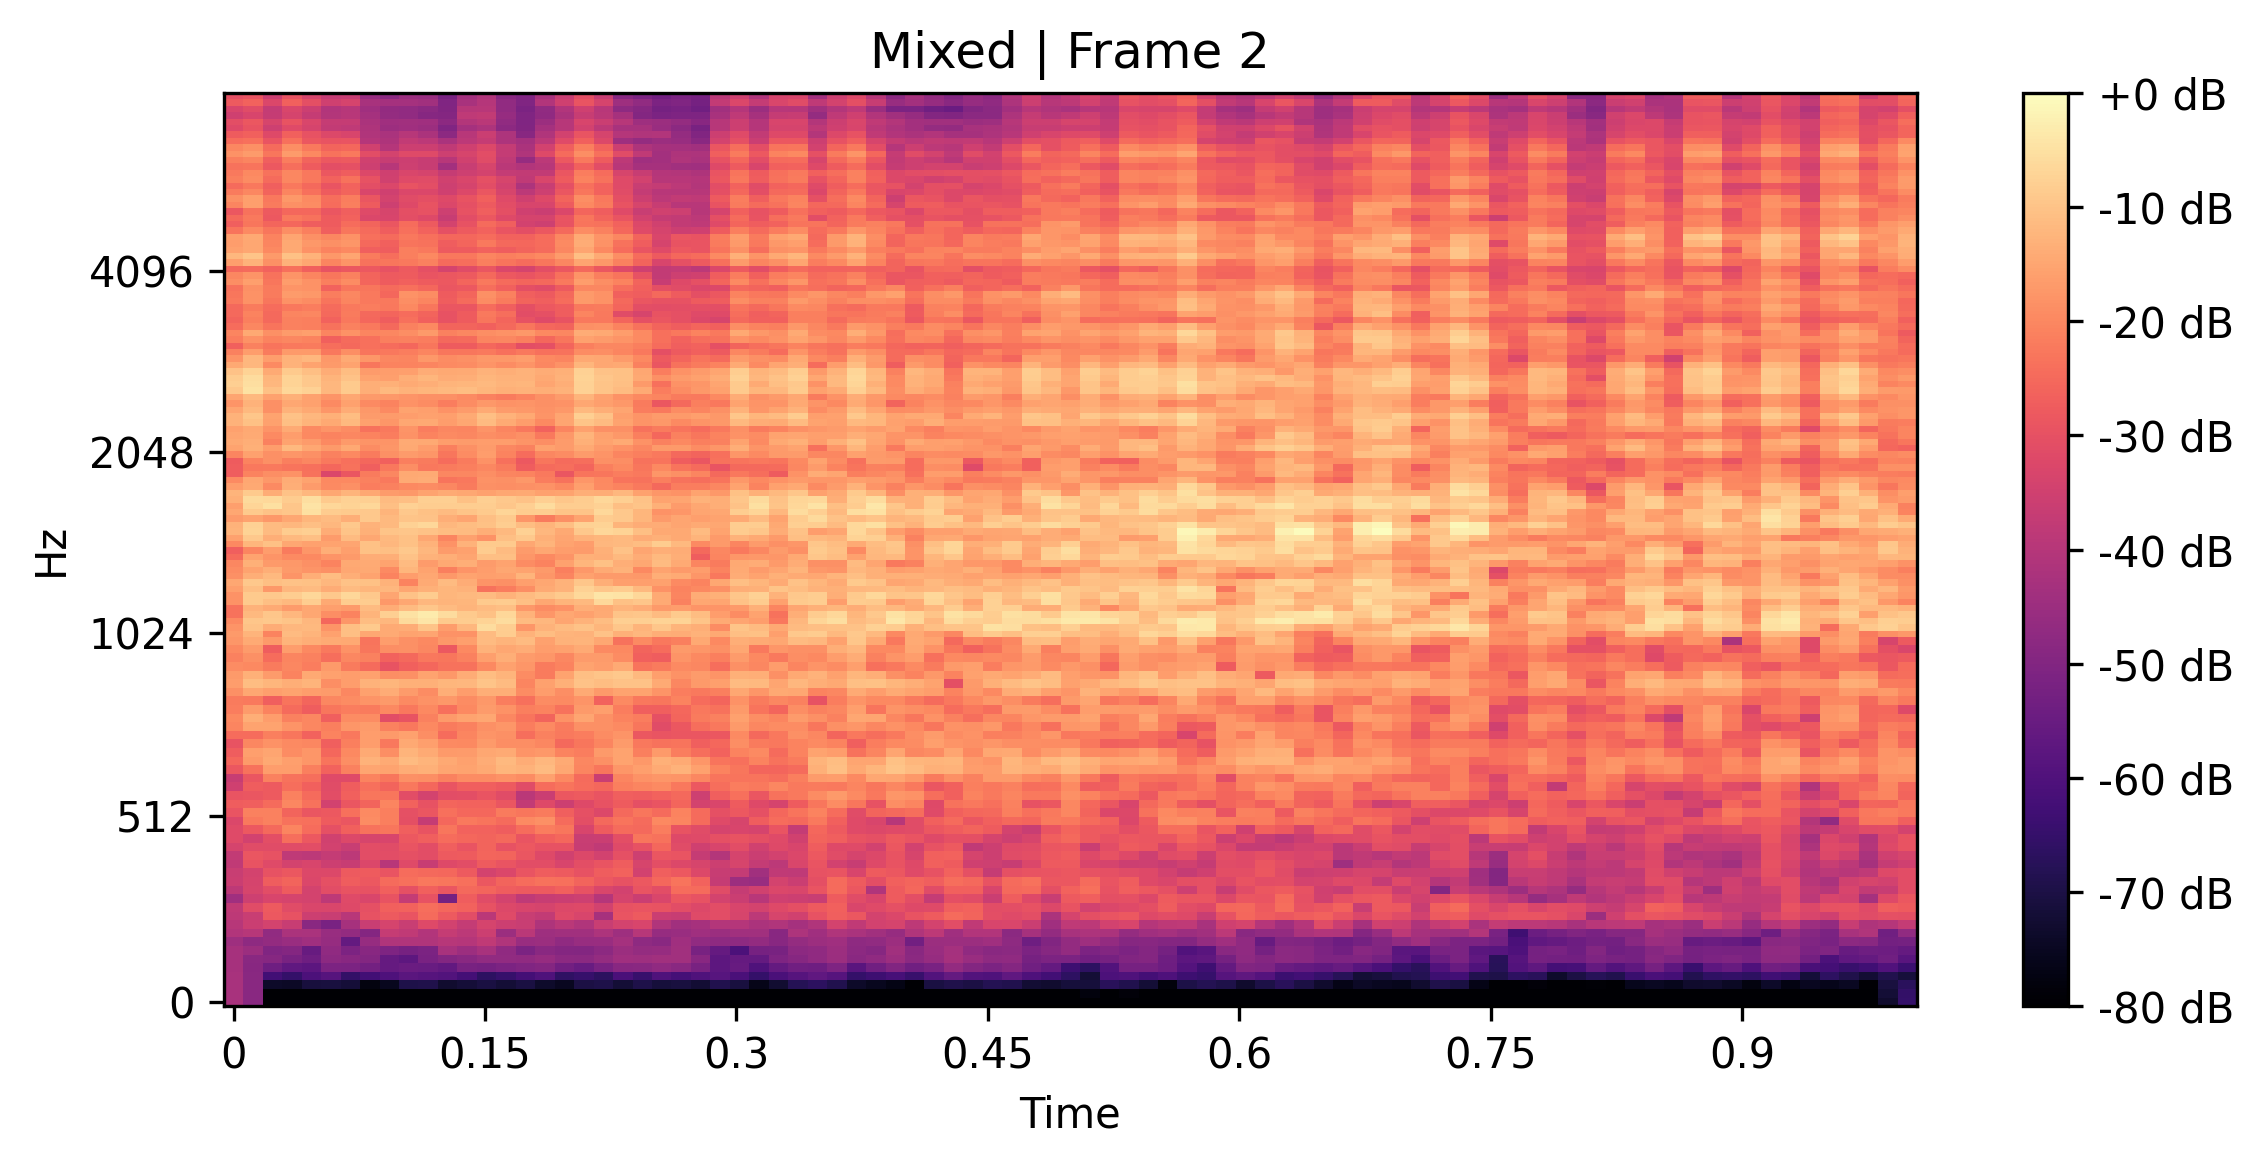 Mixed | Frame 2
Hz
4096
2048
1024
512
0
0 0.15 0.3 0.45 0.6 0.75 0.9
Time
+0 dB
-10 dB
-20 dB
-30 dB
-40 dB
-50 dB
-60 dB
-70 dB
-80 dB